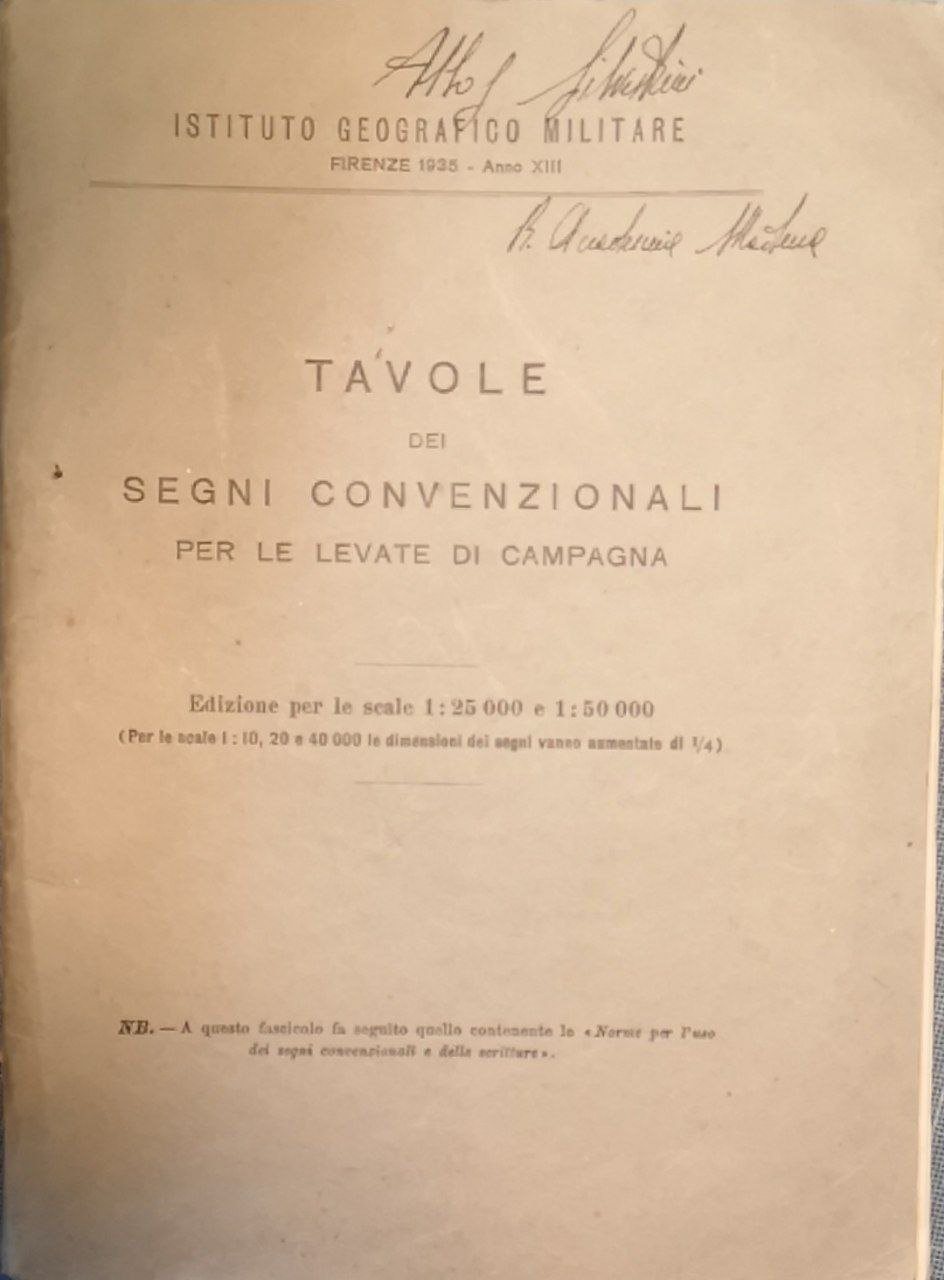 ISTITUTO GEOGRAFICO MILITARE
FIRENZE 1935 - Anno XIII
R.
TAVOLE
DEI
SEGNI CONVENZIONALI
PER LE LEVATE DI CAMPAGNA
Edizione per le scale 1:25 000 e 1:50 000
(Per le scale 1:10, 20 e 40 000 le dimensioni dei segni vanno aumentate di 1/4)
NB. — A questo fascicolo fa seguito quello contenente le «Norme per l'uso
dei segni convenzionali e delle scritture».